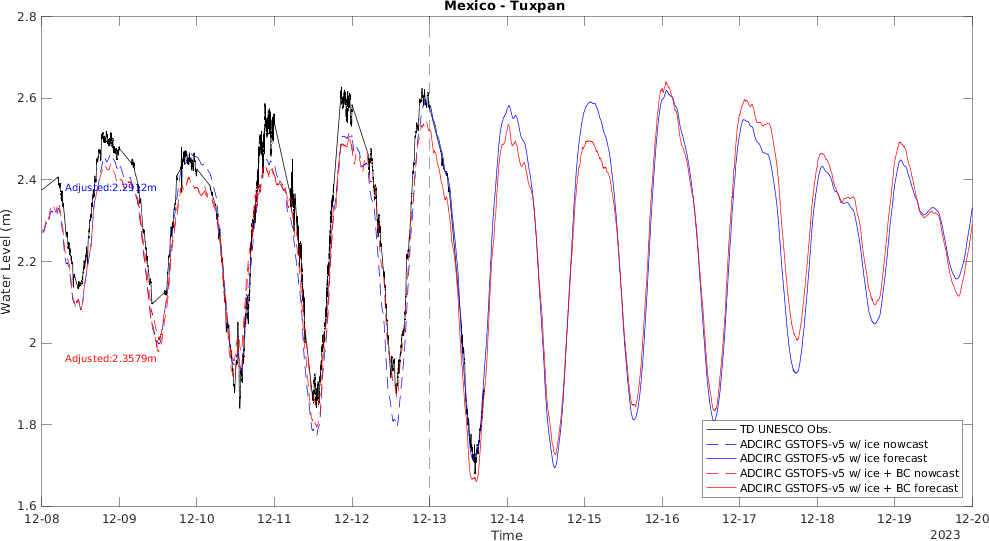 Mexico - Tuxpan
2.8
2.6
2.4
2.2
2
1.8
1.6
Water Level (m)
Adjusted:2.2912m
Adjusted:2.3579m
TD UNESCO Obs.
ADCIRC GSTOFS-v5 w/ ice nowcast
ADCIRC GSTOFS-v5 w/ ice forecast
ADCIRC GSTOFS-v5 w/ ice + BC nowcast
ADCIRC GSTOFS-v5 w/ ice + BC forecast
12-08 12-09 12-10 12-11 12-12 12-13 12-14 12-15 12-16 12-17 12-18 12-19 12-20
Time
2023